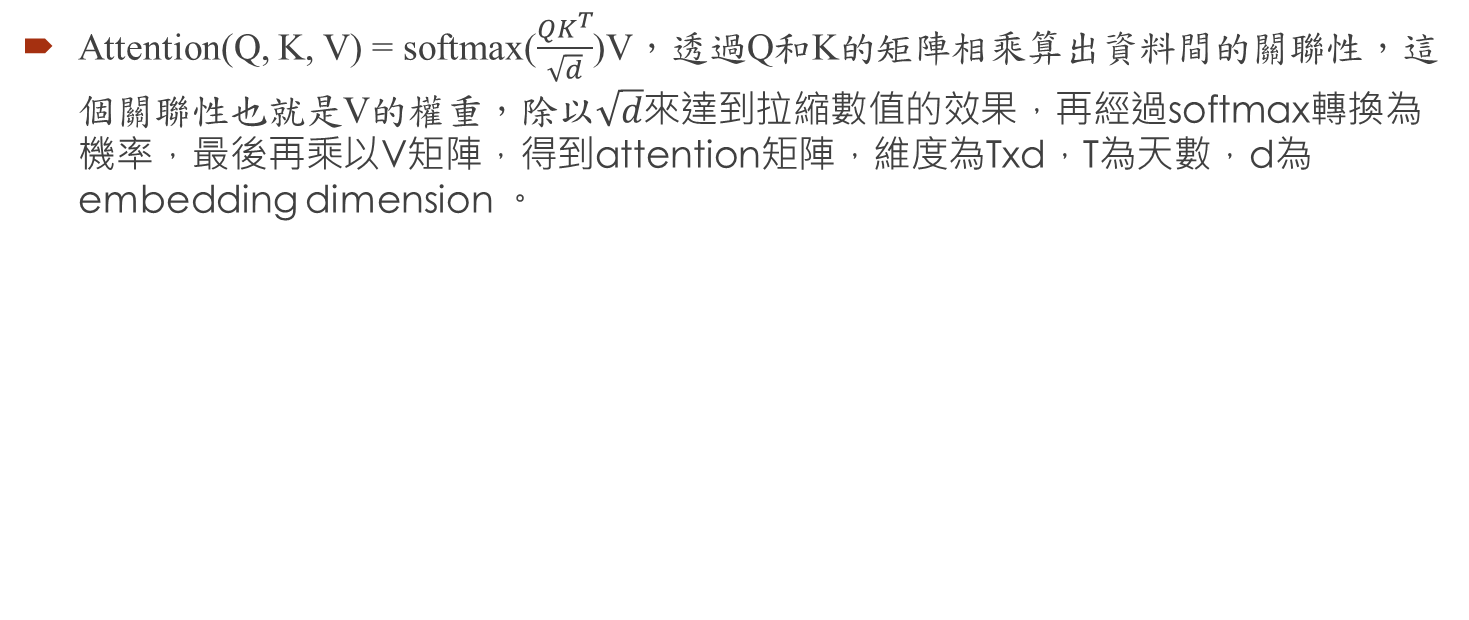 Attention(Q, K, V) = softmax(\frac{QK^T}{\sqrt{d}})V，透過Q和K的矩陣相乘算出資料間的關聯性，這
個關聯性也就是V的權重，除以√d來達到拉縮數值的效果，再經過softmax轉換為
機率，最後再乘以V矩陣，得到attention矩陣，維度為Txd，T為天數，d為
embedding dimension 。